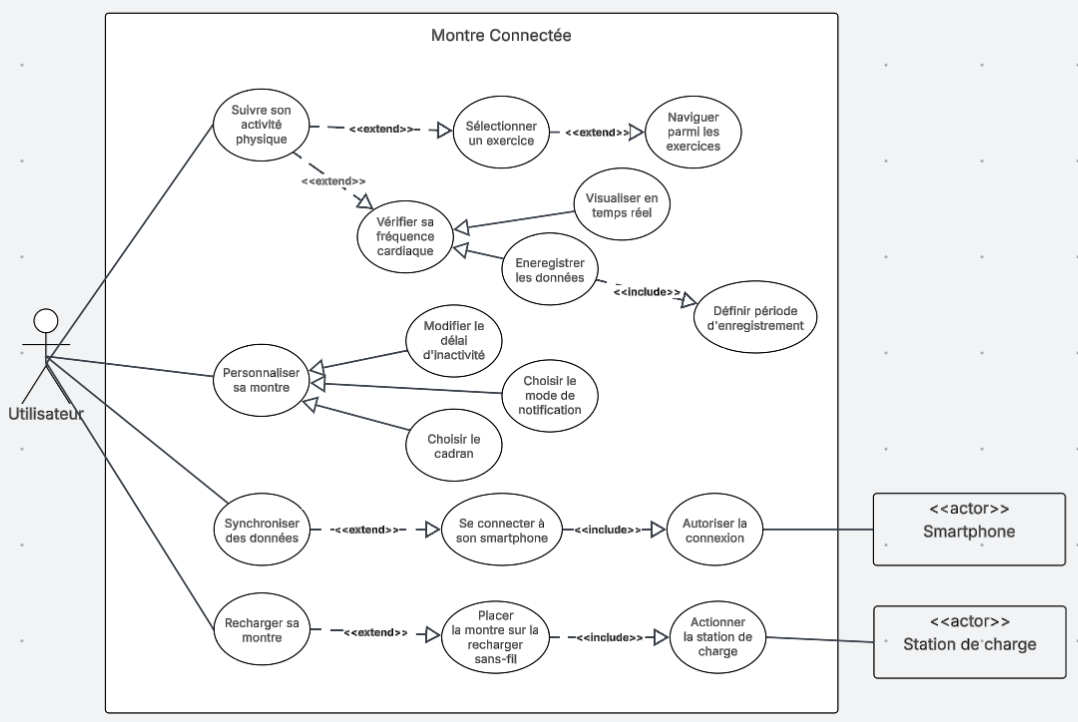 Montre Connectée
Suivre son
activité
physique
<<extend>>
Sélectionner
un exercice
<<extend>>
Naviguer
parmi les
exercices
<<extend>>
Vérifier sa
fréquence
cardiaque
Visualiser en
temps réel
Eneregistrer
les données
<<include>>
Définir période
d'enregistrement
Utilisateur
Personnaliser
sa montre
Modifier le
délai
d'inactivité
Choisir le
mode de
notification
Choisir le
cadran
Synchroniser
des données
<<extend>>
Se connecter à
son smartphone
<<include>>
Autoriser la
connexion
<<actor>>
Smartphone
Recharger sa
montre
<<extend>>
Placer
la montre sur la
recharger
sans-fil
<<include>>
Actionner
la station de
charge
<<actor>>
Station de charge